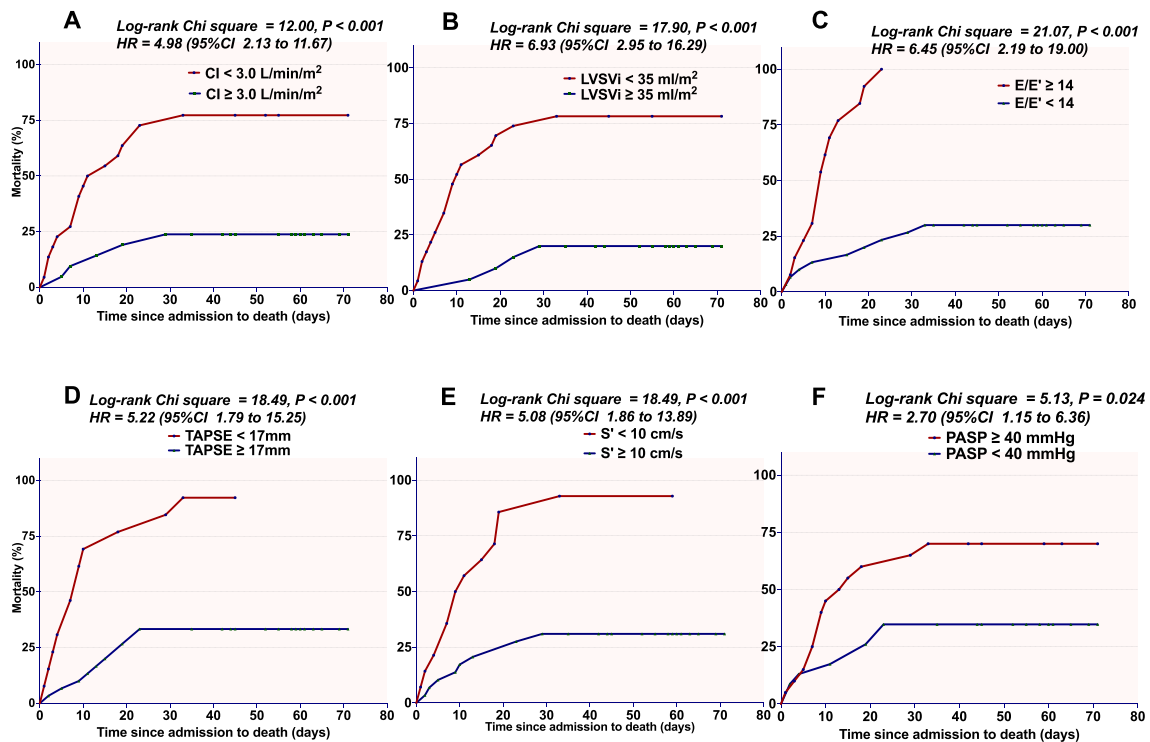 A
Log-rank Chi square = 12.00, P < 0.001
HR = 4.98 (95%CI 2.13 to 11.67)
CI < 3.0 L/min/m²
CI ≥ 3.0 L/min/m²
Mortality (%)
100
75
50
25
0
0 10 20 30 40 50 60 70 80
Time since admission to death (days)
B
Log-rank Chi square = 17.90, P < 0.001
HR = 6.93 (95%CI 2.95 to 16.29)
LVSVi < 35 ml/m²
LVSVi ≥ 35 ml/m²
100
75
50
25
0
0 10 20 30 40 50 60 70 80
Time since admission to death (days)
C
Log-rank Chi square = 21.07, P < 0.001
HR = 6.45 (95%CI 2.19 to 19.00)
E/E' ≥ 14
E/E' < 14
100
75
50
25
0
0 10 20 30 40 50 60 70 80
Time since admission to death (days)
D
Log-rank Chi square = 18.49, P < 0.001
HR = 5.22 (95%CI 1.79 to 15.25)
TAPSE < 17mm
TAPSE ≥ 17mm
Mortality (%)
100
75
50
25
0
0 10 20 30 40 50 60 70 80
Time since admission to death (days)
E
Log-rank Chi square = 18.49, P < 0.001
HR = 5.08 (95%CI 1.86 to 13.89)
S' < 10 cm/s
S' ≥ 10 cm/s
100
75
50
25
0
0 10 20 30 40 50 60 70 80
Time since admission to death (days)
F
Log-rank Chi square = 5.13, P = 0.024
HR = 2.70 (95%CI 1.15 to 6.36)
PASP ≥ 40 mmHg
PASP < 40 mmHg
100
75
50
25
0
0 10 20 30 40 50 60 70 80
Time since admission to death (days)